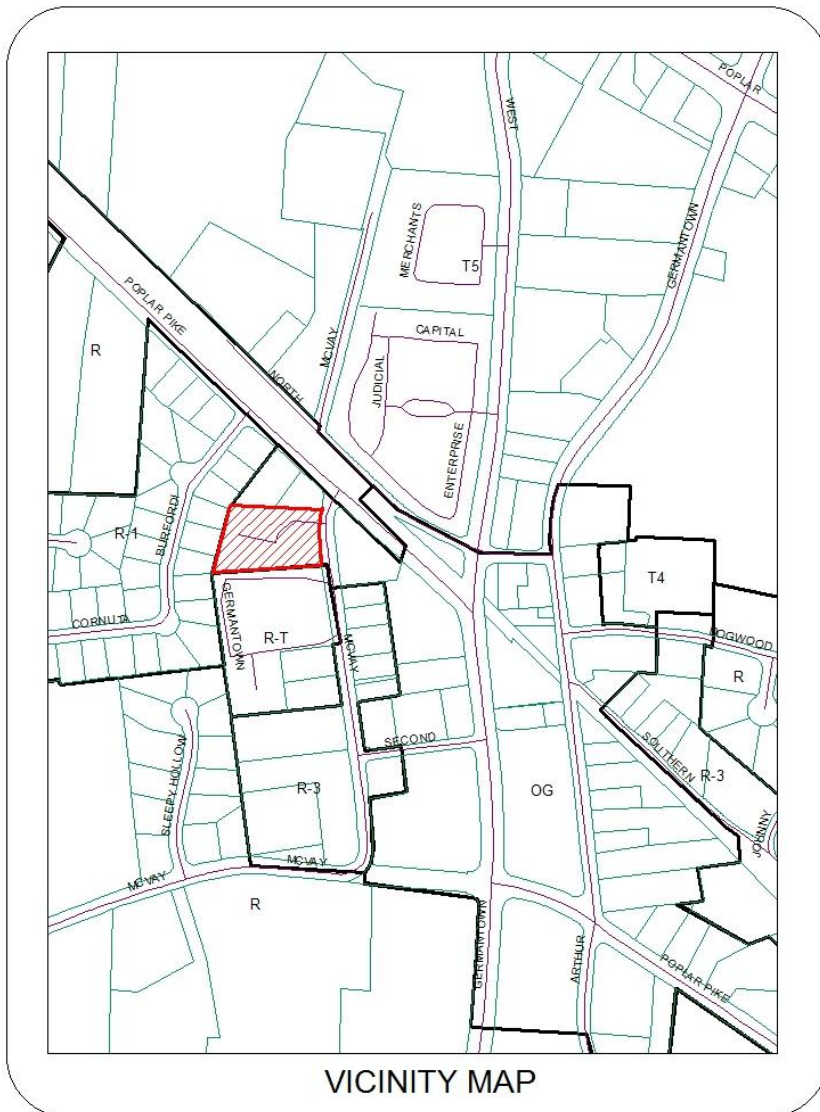 POPLAR
WEST
MERCHANTS
GERMANTOWN
T5
POPLAR PIKE
R
MCVAY
CAPITAL
NORTH
JUDICIAL
ENTERPRISE
R-1
BURFORDI
T4
CORNUTA
GERMANTOWN
R-T
MCVAY
DOGWOOD
R
SLEEPY HOLLOW
SECOND
SOUTHERN
R-3
R-3
OG
JOHNNY
MCVAY
MCVAY
R
GERMANTOWN
ARTHUR
POPLAR PIKE
VICINITY MAP